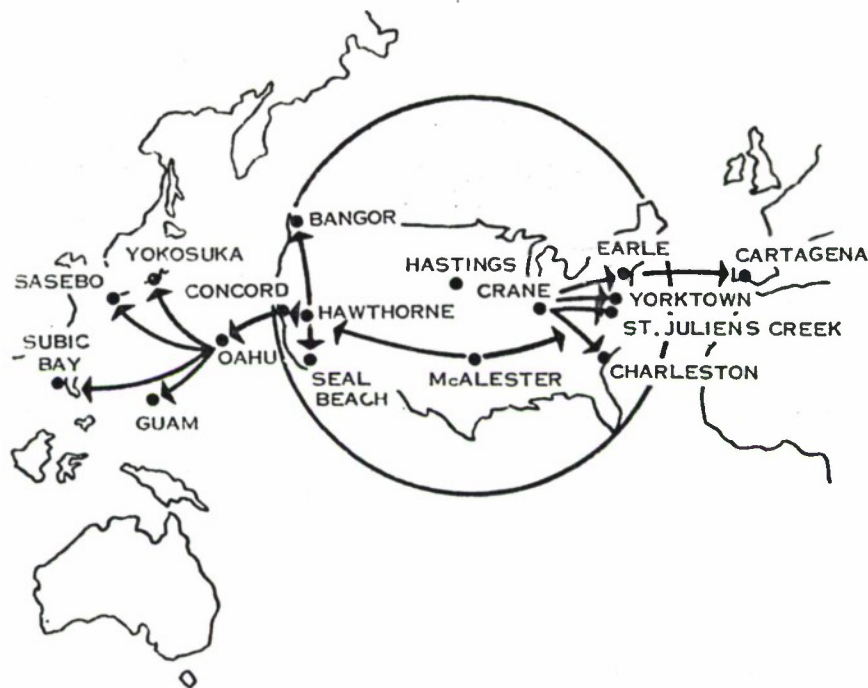 BANGOR
YOKOSUKA
SASEBO
SUBIC
BAY
CONCORD
HAWTHORNE
OAHU
GUAM
SEAL
BEACH
HASTINGS
CRANE
McALESTER
EARLE
CARTAGENA
YORKTOWN
ST. JULIENS CREEK
CHARLESTON